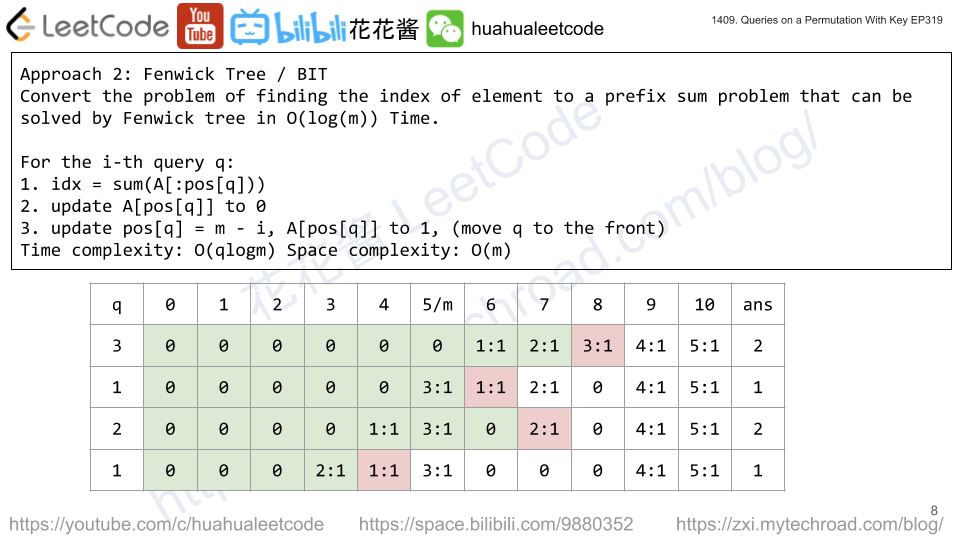 LeetCode You Tube bilibili 花花酱 huahualeetcode
1409. Queries on a Permutation With Key EP319
Approach 2: Fenwick Tree / BIT
Convert the problem of finding the index of element to a prefix sum problem that can be
solved by Fenwick tree in O(log(m)) Time.
For the i-th query q:
1. idx = sum(A[:pos[q]))
2. update A[pos[q]] to 0
3. update pos[q] = m - i, A[pos[q]] to 1, (move q to the front)
Time complexity: O(qlogm) Space complexity: O(m)
q 0 1 2 3 4 5/m 6 7 8 9 10 ans
3 0 0 0 0 0 0 1:1 2:1 3:1 4:1 5:1 2
1 0 0 0 0 0 3:1 1:1 2:1 0 4:1 5:1 1
2 0 0 0 0 1:1 3:1 0 2:1 0 4:1 5:1 2
1 0 0 0 2:1 1:1 3:1 0 0 0 4:1 5:1 1
花花酱 LeetCode
8
https://youtube.com/c/huahualeetcode https://space.bilibili.com/9880352 https://zxi.mytechroad.com/blog/